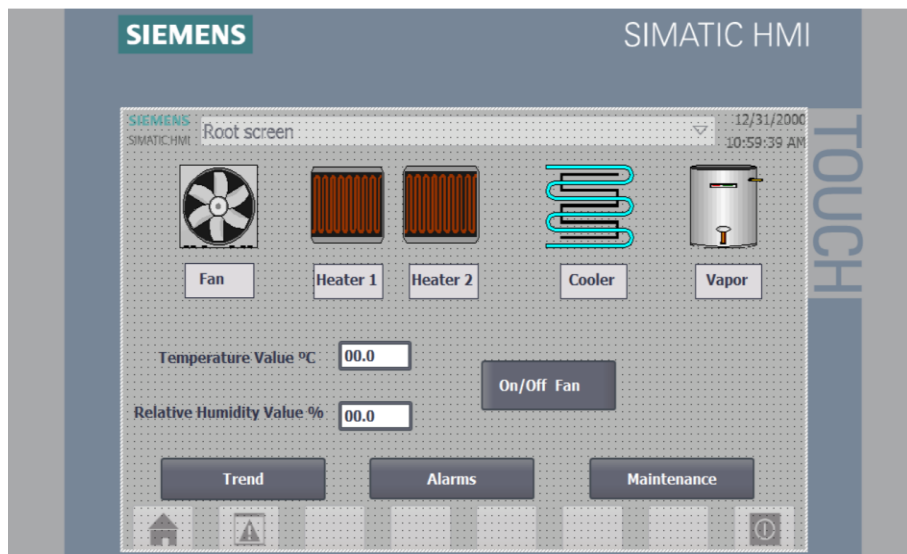 SIEMENS
SIMATIC HMI
TOUCH
SIEMENS
SIMATIC HMI
Root screen
12/31/2000
10:59:39 AM
Fan
Heater 1
Heater 2
Cooler
Vapor
Temperature Value ºC
00.0
On/Off Fan
Relative Humidity Value %
00.0
Trend
Alarms
Maintenance